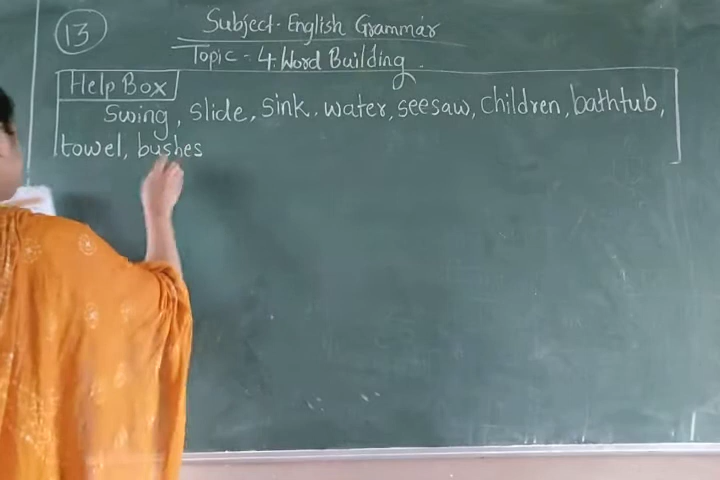 13
Subject - English Grammar
Topic - 4. Word Building.
Help Box
Swing, slide, sink, water, seesaw, children, bathtub,
towel, bushes